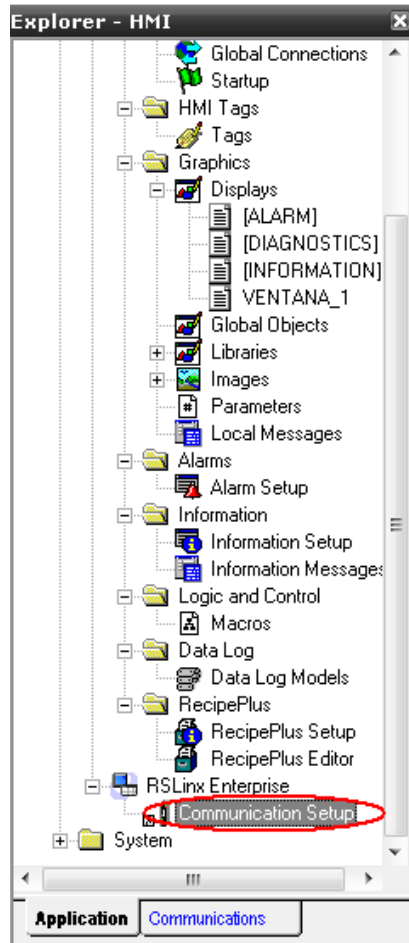 Explorer - HMI
Global Connections
Startup
HMI Tags
Tags
Graphics
Displays
[ALARM]
[DIAGNOSTICS]
[INFORMATION]
VENTANA_1
Global Objects
Libraries
Images
Parameters
Local Messages
Alarms
Alarm Setup
Information
Information Setup
Information Messages
Logic and Control
Macros
Data Log
Data Log Models
RecipePlus
RecipePlus Setup
RecipePlus Editor
RSLinx Enterprise
Communication Setup
System
Application Communications